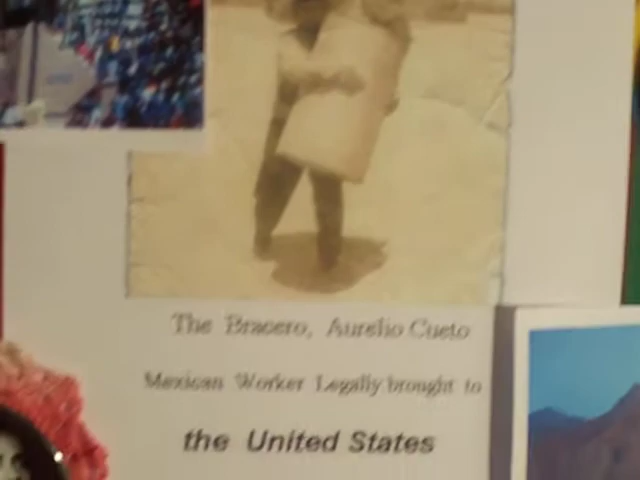 The Bracero, Aurelio Cueto
Mexican Worker Legally brought to
the United States